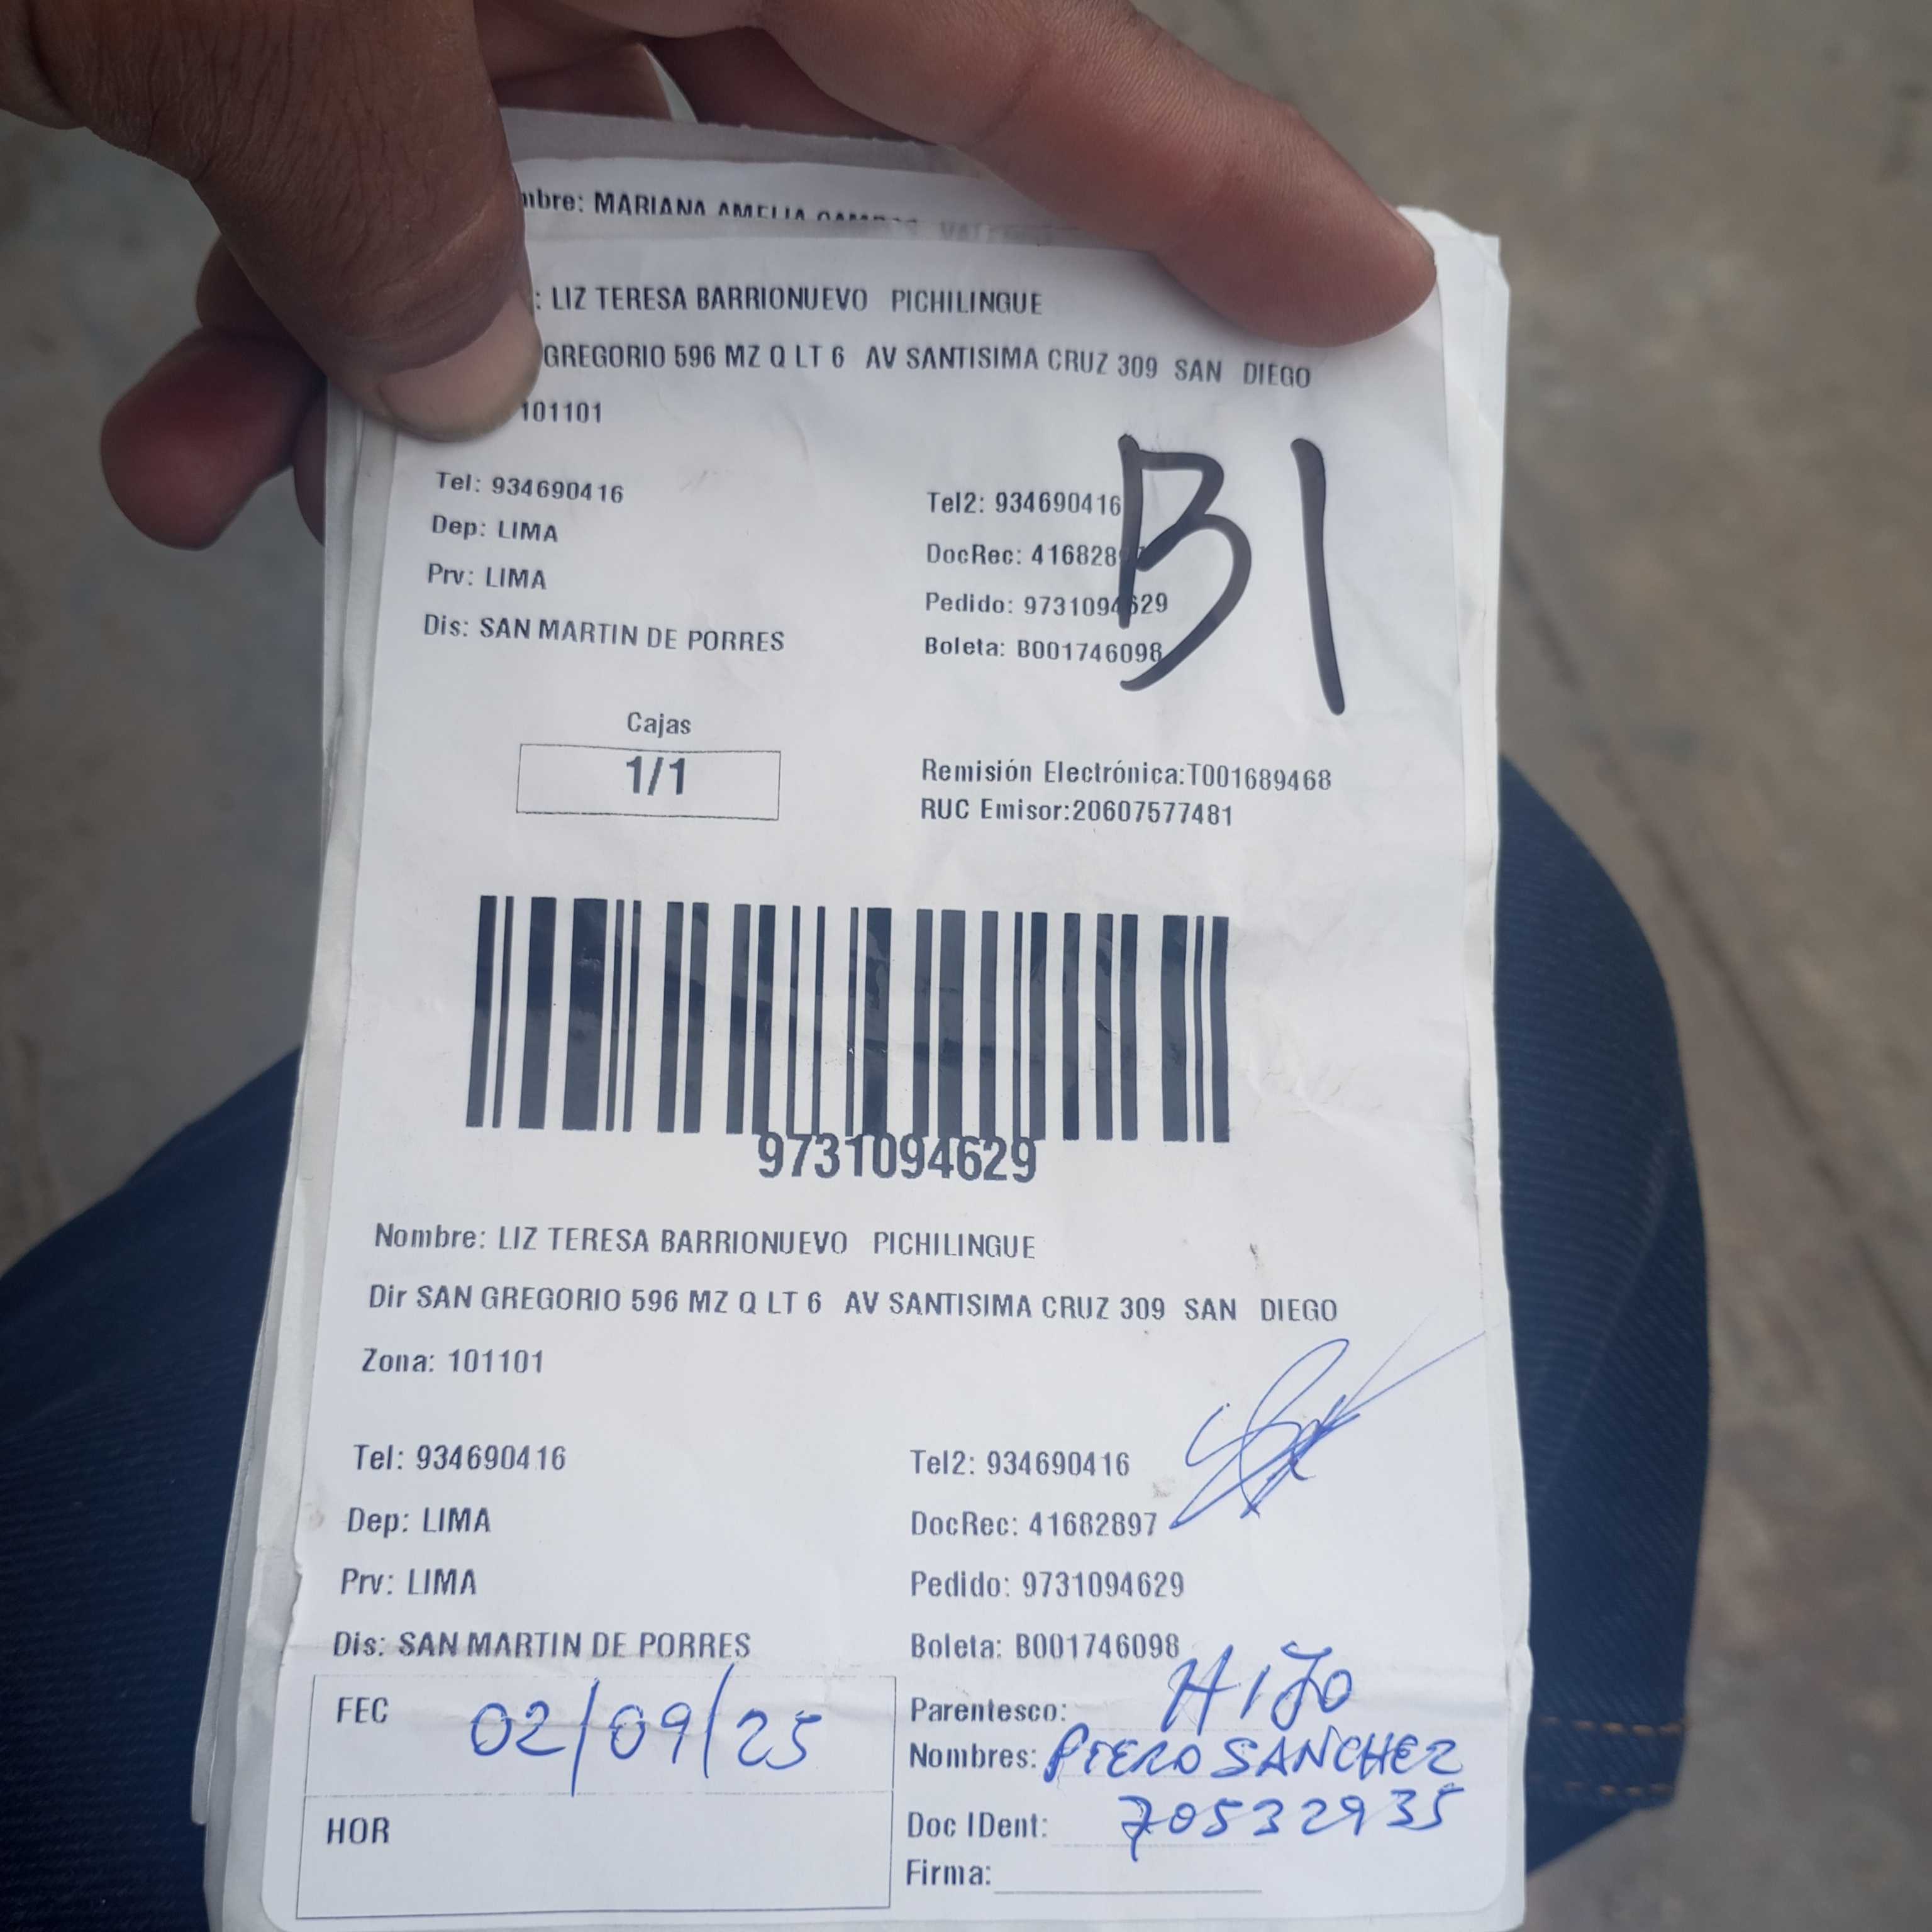 mbre: MARIANA AMELIA
: LIZ TERESA BARRIONUEVO PICHILINGUE
GREGORIO 596 MZ Q LT 6 AV SANTISIMA CRUZ 309 SAN DIEGO
101101
B1
Tel: 934690416 Tel2: 934690416
Dep: LIMA DocRec: 416828
Prv: LIMA Pedido: 9731094629
Dis: SAN MARTIN DE PORRES Boleta: B001746098
Cajas
1/1
Remisión Electrónica:T001689468
RUC Emisor:20607577481
9731094629
Nombre: LIZ TERESA BARRIONUEVO PICHILINGUE
Dir SAN GREGORIO 596 MZ Q LT 6 AV SANTISIMA CRUZ 309 SAN DIEGO
Zona: 101101
Tel: 934690416 Tel2: 934690416
Dep: LIMA DocRec: 41682897
Prv: LIMA Pedido: 9731094629
Dis: SAN MARTIN DE PORRES Boleta: B001746098
FEC 02/09/25
Parentesco: HIJO
Nombres: PIERO SANCHEZ
HOR
Doc IDent: 70532935
Firma: